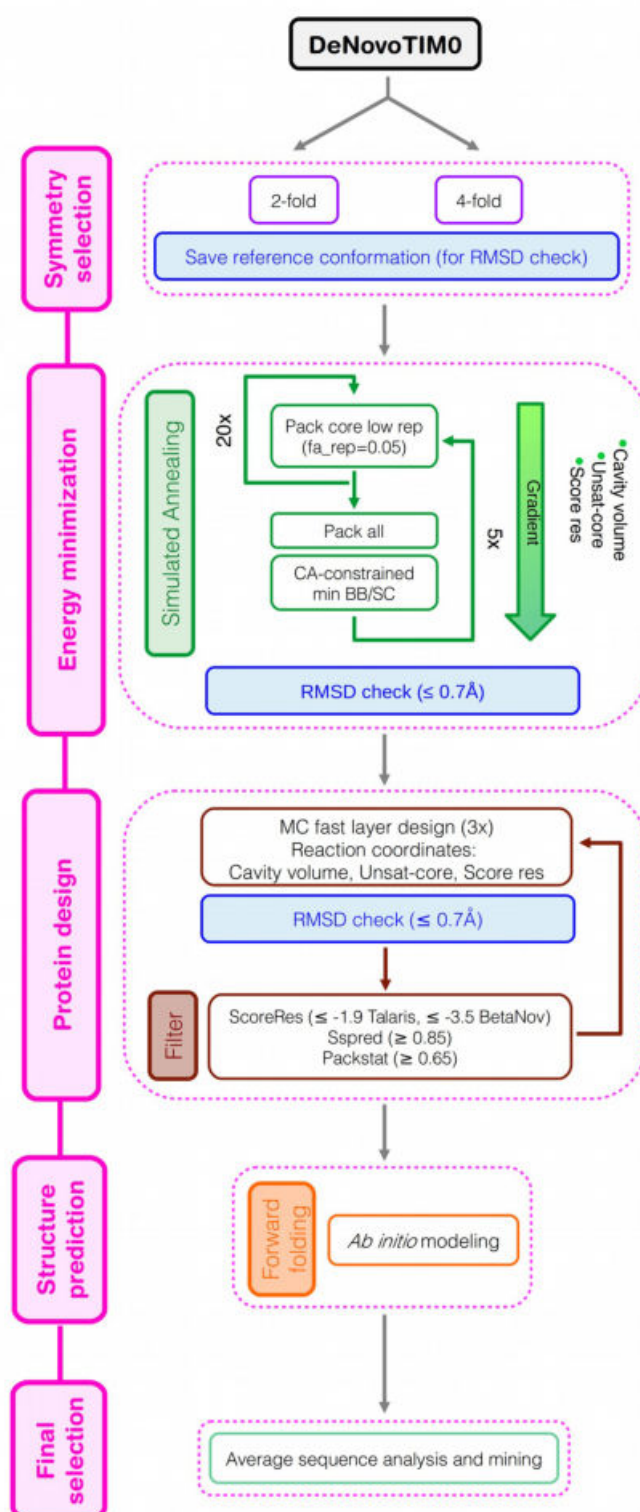 DeNovoTIM0
Symmetry
selection
2-fold
4-fold
Save reference conformation (for RMSD check)
Energy minimization
Simulated Annealing
20x
Pack core low rep
(fa_rep=0.05)
Pack all
CA-constrained
min BB/SC
5x
Gradient
• Cavity volume
• Unsat-core
• Score res
RMSD check (≤ 0.7Å)
Protein design
MC fast layer design (3x)
Reaction coordinates:
Cavity volume, Unsat-core, Score res
RMSD check (≤ 0.7Å)
Filter
ScoreRes (≤ -1.9 Talaris, ≤ -3.5 BetaNov)
Sspred (≥ 0.85)
Packstat (≥ 0.65)
Structure
prediction
Forward
folding
Ab initio modeling
Final
selection
Average sequence analysis and mining